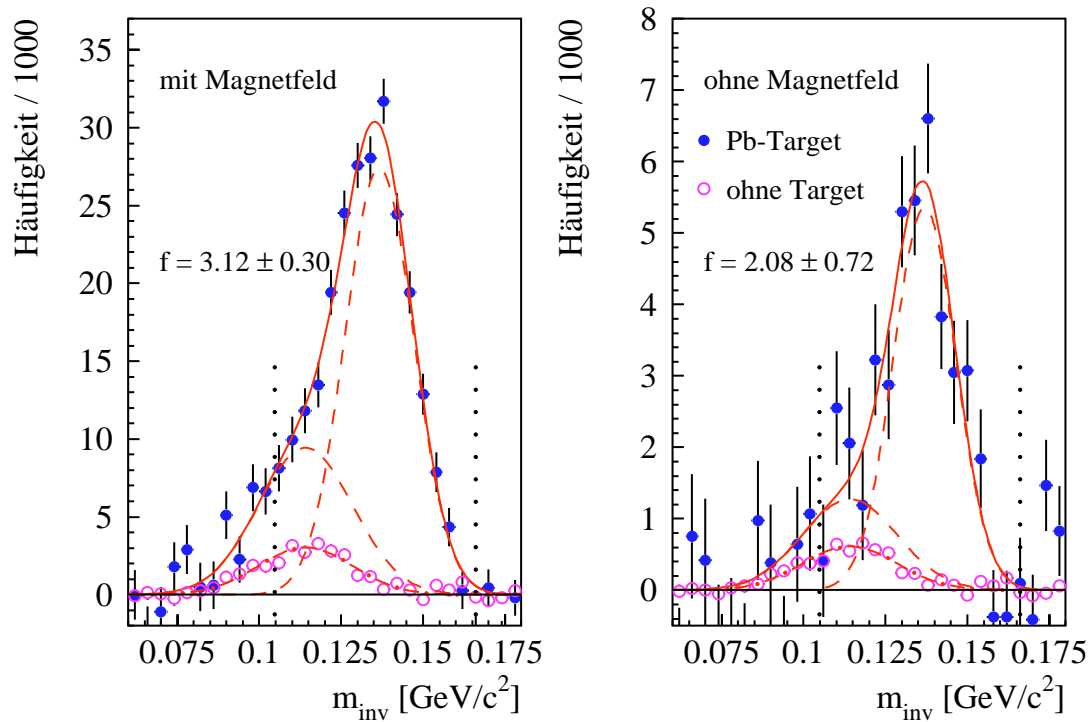 Häufigkeit / 1000
35
30
25
20
15
10
5
0
mit Magnetfeld
f = 3.12 ± 0.30
0.075 0.1 0.125 0.15 0.175
m_inv [GeV/c²]
Häufigkeit / 1000
8
7
6
5
4
3
2
1
0
ohne Magnetfeld
Pb-Target
ohne Target
f = 2.08 ± 0.72
0.075 0.1 0.125 0.15 0.175
m_inv [GeV/c²]